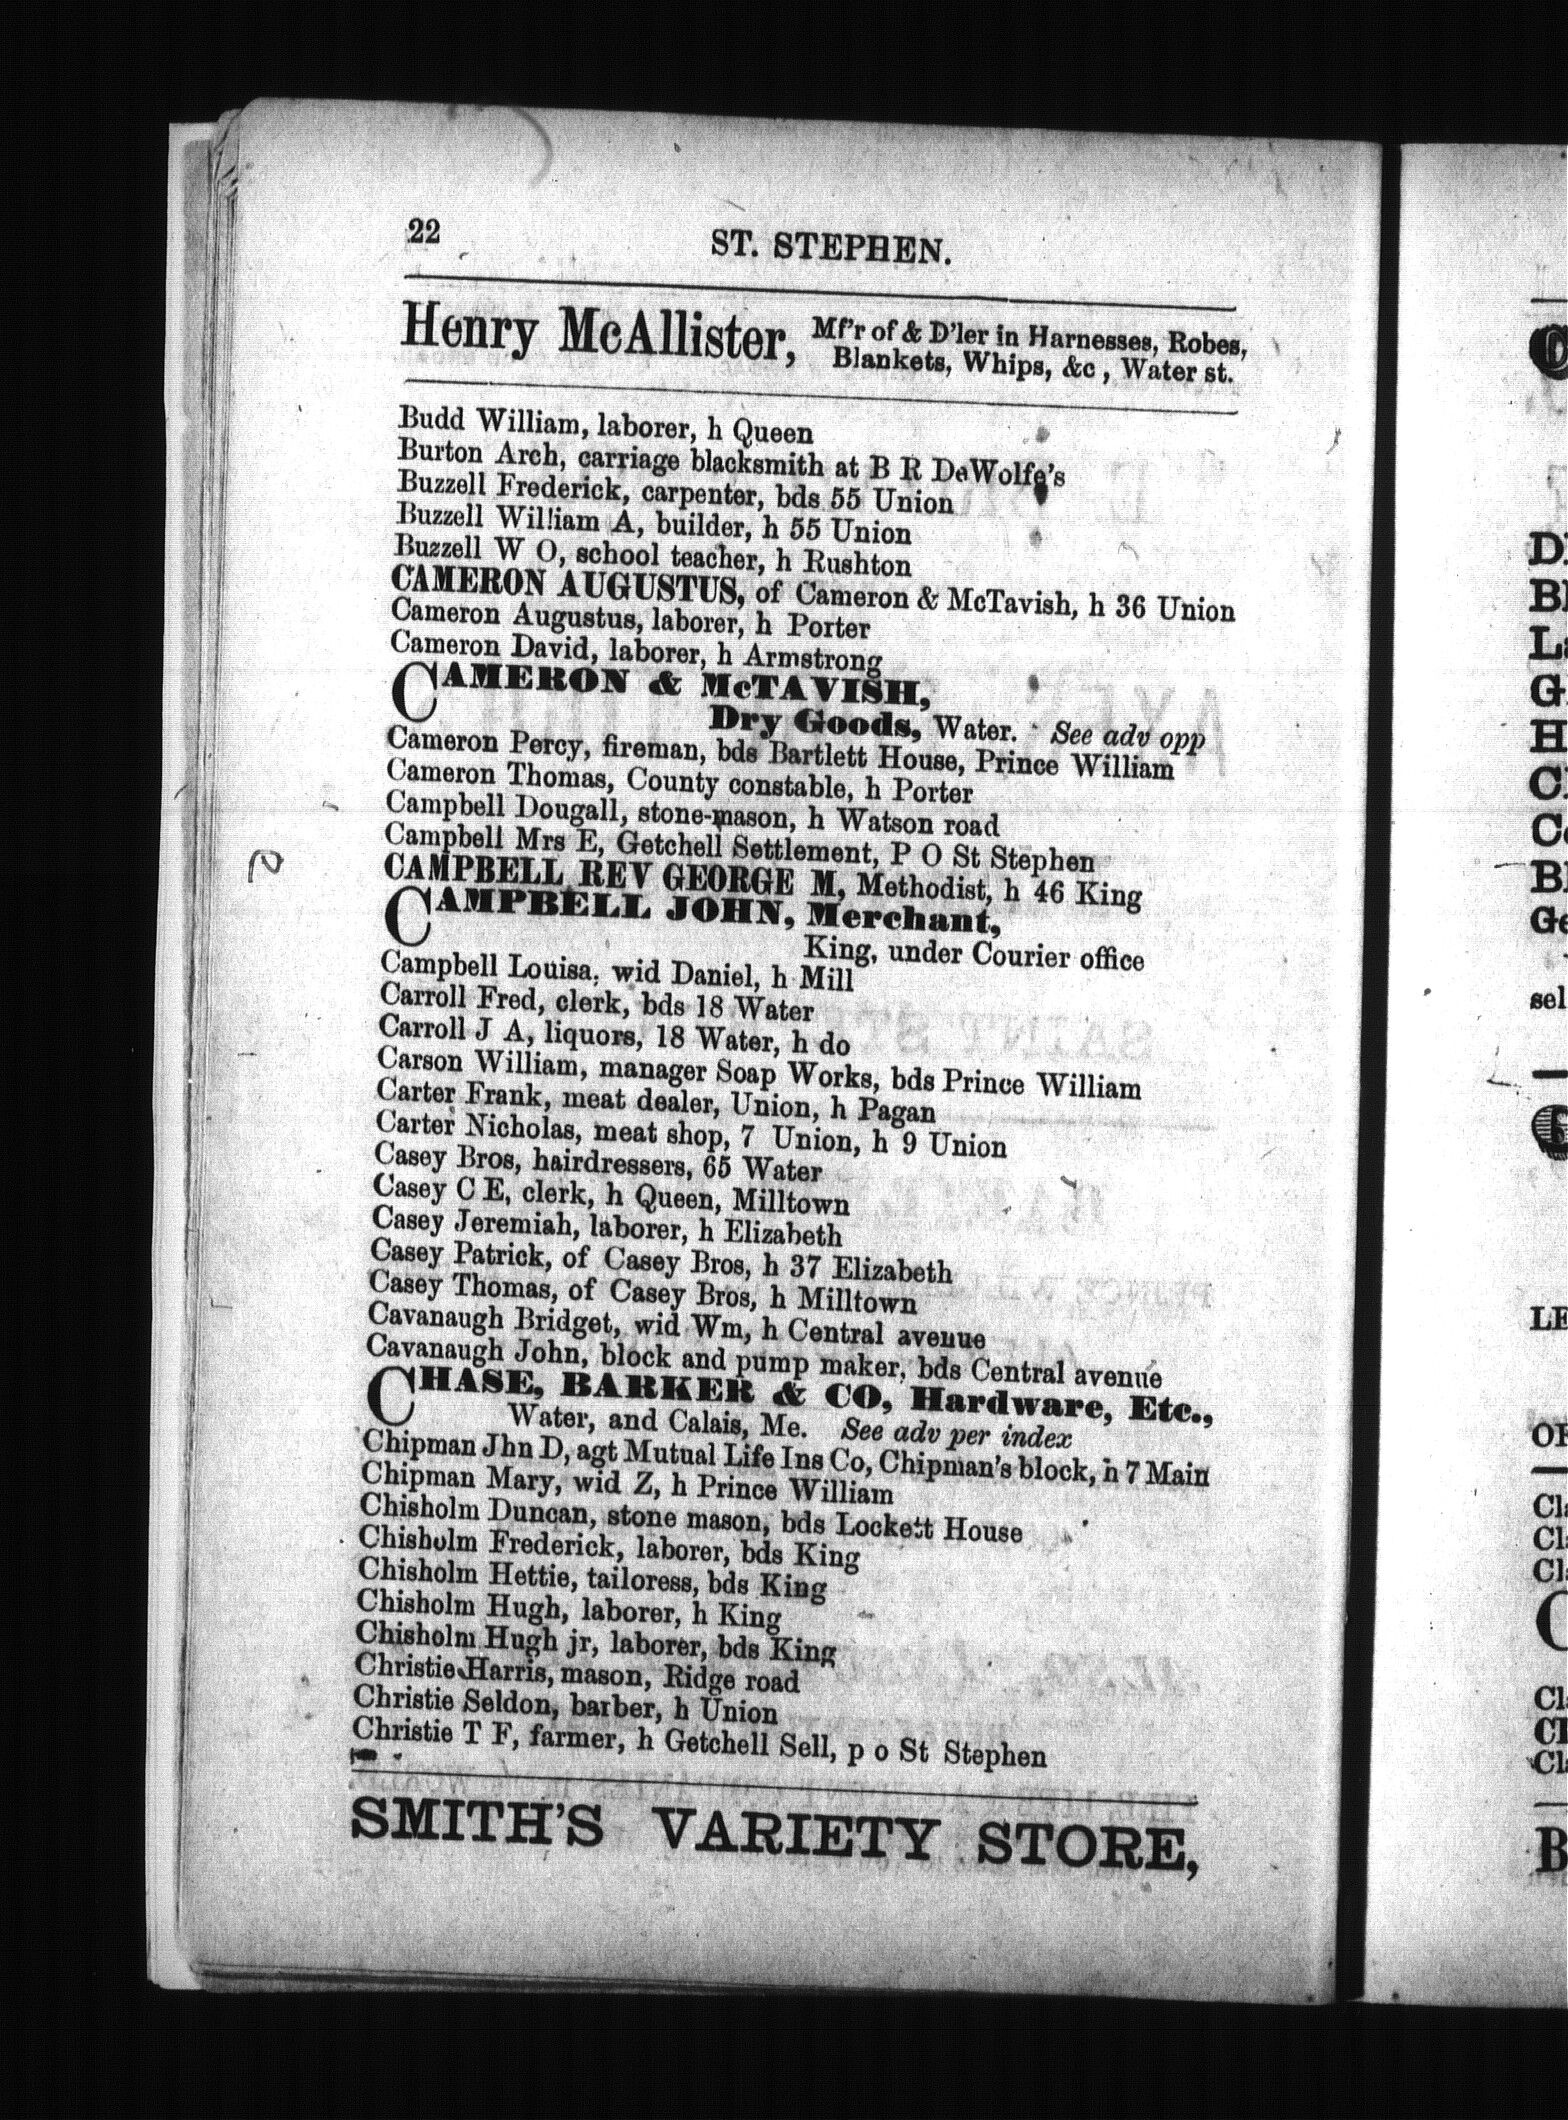 22
ST. STEPHEN.
Henry McAllister, Mf'r of & D'ler in Harnesses, Robes,
Blankets, Whips, &c, Water st.
Budd William, laborer, h Queen
Burton Arch, carriage blacksmith at B R DeWolfe's
Buzzell Frederick, carpenter, bds 55 Union
Buzzell William A, builder, h 55 Union
Buzzell W O, school teacher, h Rushton
CAMERON AUGUSTUS, of Cameron & McTavish, h 36 Union
Cameron Augustus, laborer, h Porter
Cameron David, laborer, h Armstrong
CAMERON & McTAVISH,
Dry Goods, Water. See adv opp
Cameron Percy, fireman, bds Bartlett House, Prince William
Cameron Thomas, County constable, h Porter
Campbell Dougall, stone-mason, h Watson road
Campbell Mrs E, Getchell Settlement, P O St Stephen
CAMPBELL REV GEORGE M, Methodist, h 46 King
CAMPBELL JOHN, Merchant,
King, under Courier office
Campbell Louisa, wid Daniel, h Mill
Carroll Fred, clerk, bds 18 Water
Carroll J A, liquors, 18 Water, h do
Carson William, manager Soap Works, bds Prince William
Carter Frank, meat dealer, Union, h Pagan
Carter Nicholas, meat shop, 7 Union, h 9 Union
Casey Bros, hairdressers, 65 Water
Casey C E, clerk, h Queen, Milltown
Casey Jeremiah, laborer, h Elizabeth
Casey Patrick, of Casey Bros, h 37 Elizabeth
Casey Thomas, of Casey Bros, h Milltown
Cavanaugh Bridget, wid Wm, h Central avenue
Cavanaugh John, block and pump maker, bds Central avenue
CHASE, BARKER & CO, Hardware, Etc.,
Water, and Calais, Me. See adv per index
Chipman Jhn D, agt Mutual Life Ins Co, Chipman's block, h 7 Main
Chipman Mary, wid Z, h Prince William
Chisholm Duncan, stone mason, bds Lockett House
Chisholm Frederick, laborer, bds King
Chisholm Hettie, tailoress, bds King
Chisholm Hugh, laborer, h King
Chisholm Hugh jr, laborer, bds King
Christie Harris, mason, Ridge road
Christie Seldon, barber, h Union
Christie T F, farmer, h Getchell Sell, p o St Stephen
SMITH'S VARIETY STORE,